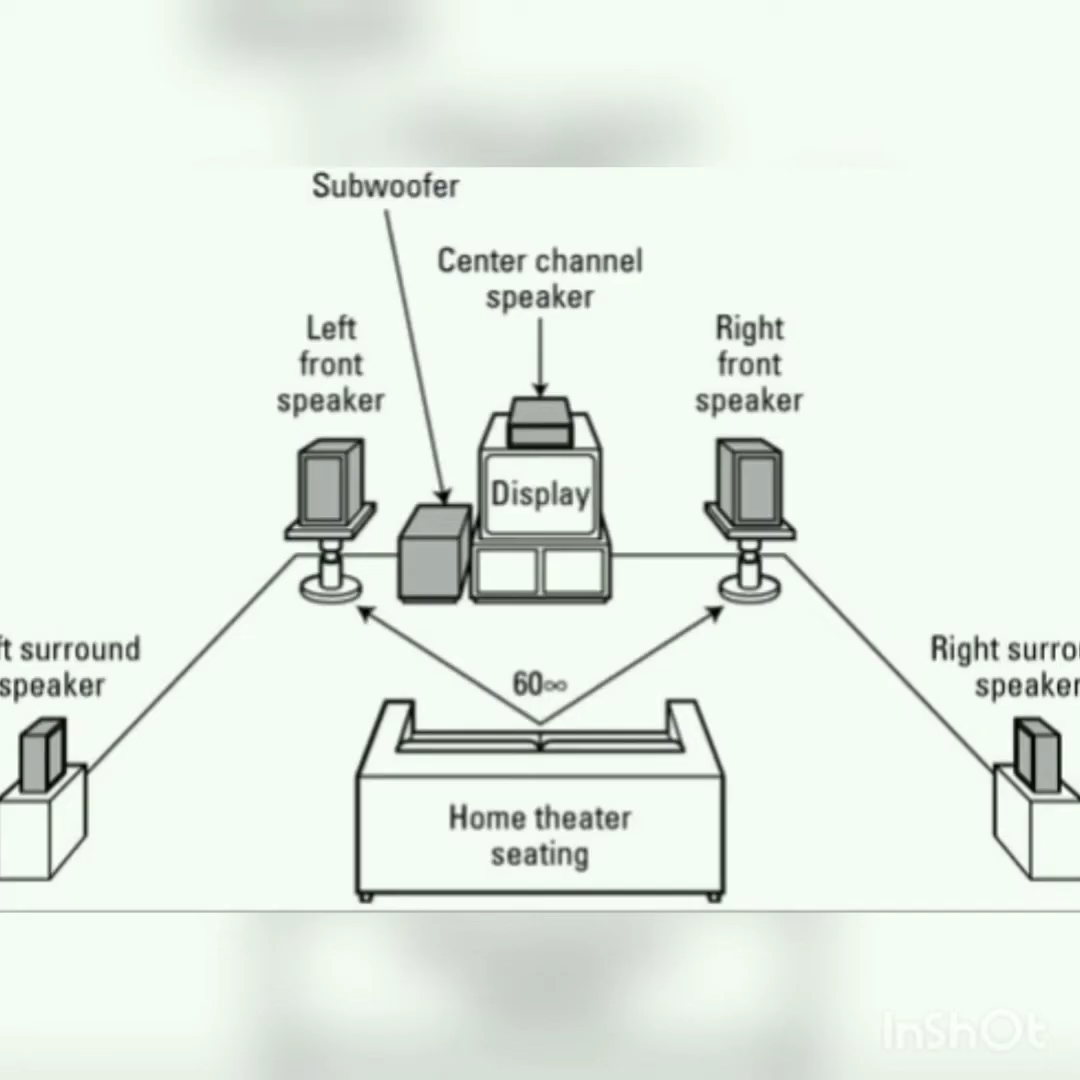 Subwoofer
Center channel
speaker
Left
front
speaker
Right
front
speaker
Display
ft surround
speaker
Right surrou
speaker
60∞
Home theater
seating
InShOt